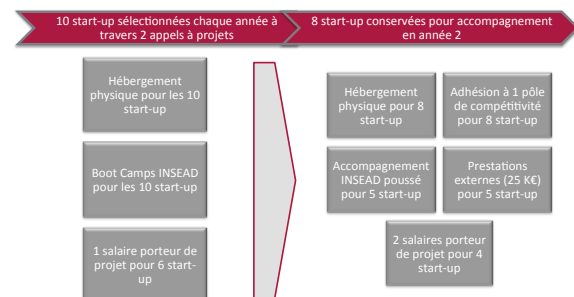 10 start-up sélectionnées chaque année à
travers 2 appels à projets
8 start-up conservées pour accompagnement
en année 2
Hébergement
physique pour les 10
start-up
Boot Camps INSEAD
pour les 10 start-up
1 salaire porteur de
projet pour 6 start-
up
Hébergement
physique pour 8
start-up
Adhésion à 1 pôle
de compétitivité
pour 8 start-up
Accompagnement
INSEAD poussé
pour 5 start-up
Prestations
externes (25 K€)
pour 5 start-up
2 salaires porteur
de projet pour 4
start-up